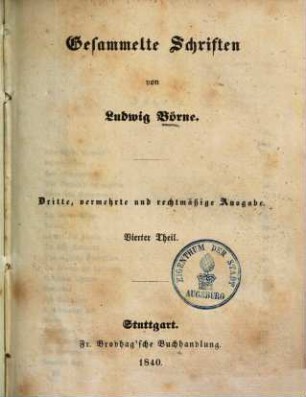 Gesammelte Schriften
von
Ludwig Börne.
Dritte, vermehrte und rechtmäßige Ausgabe.
Vierter Theil.
EIGENTHUM DER STADT
AUGSBURG
Stuttgart.
Fr. Brodhag'sche Buchhandlung.
1840.